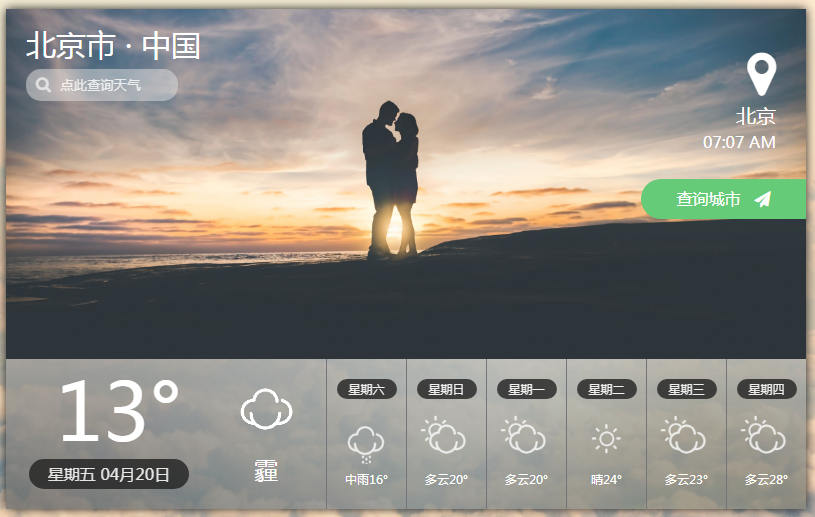 北京市 · 中国
点此查询天气
北京
07:07 AM
查询城市
13°
星期五 04月20日
霾
星期六
中雨16°
星期日
多云20°
星期一
多云20°
星期二
晴24°
星期三
多云23°
星期四
多云28°